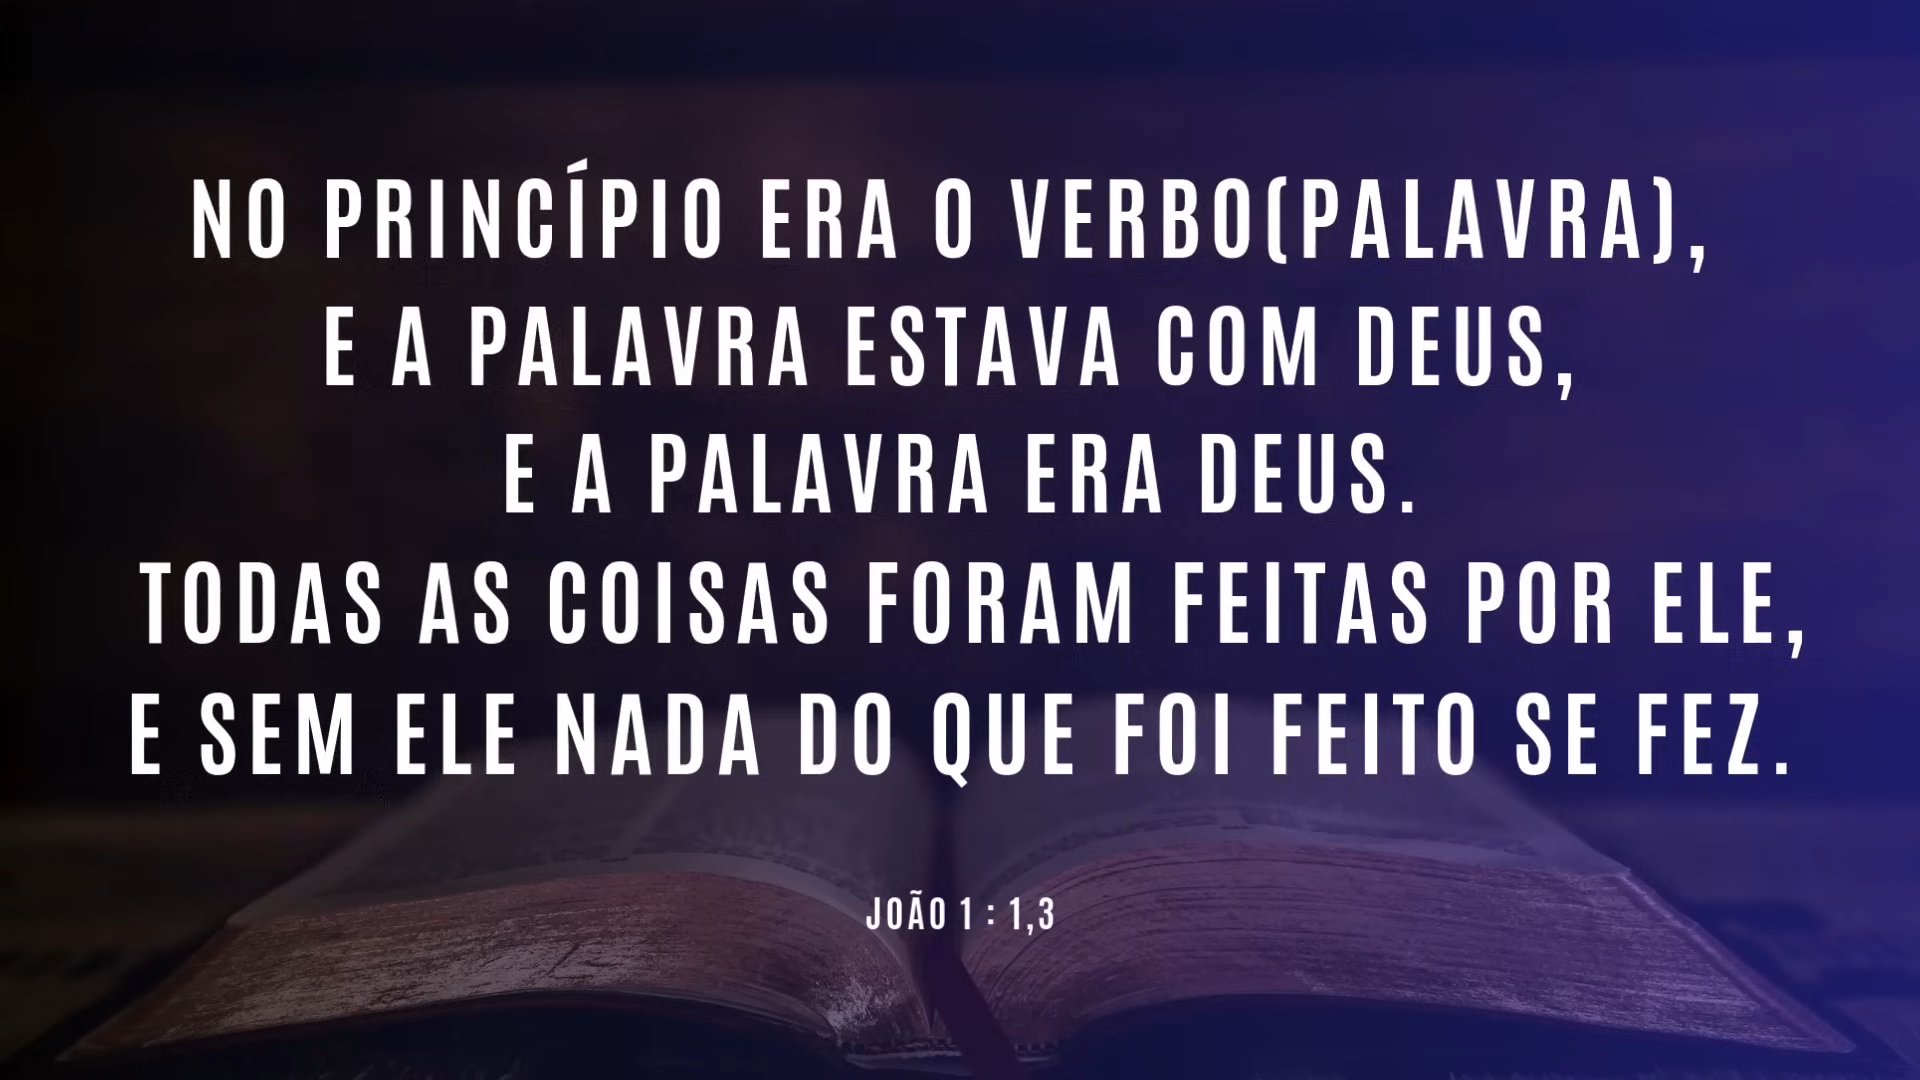 NO PRINCÍPIO ERA O VERBO(PALAVRA),
E A PALAVRA ESTAVA COM DEUS,
E A PALAVRA ERA DEUS.
TODAS AS COISAS FORAM FEITAS POR ELE,
E SEM ELE NADA DO QUE FOI FEITO SE FEZ.
JOÃO 1 : 1,3